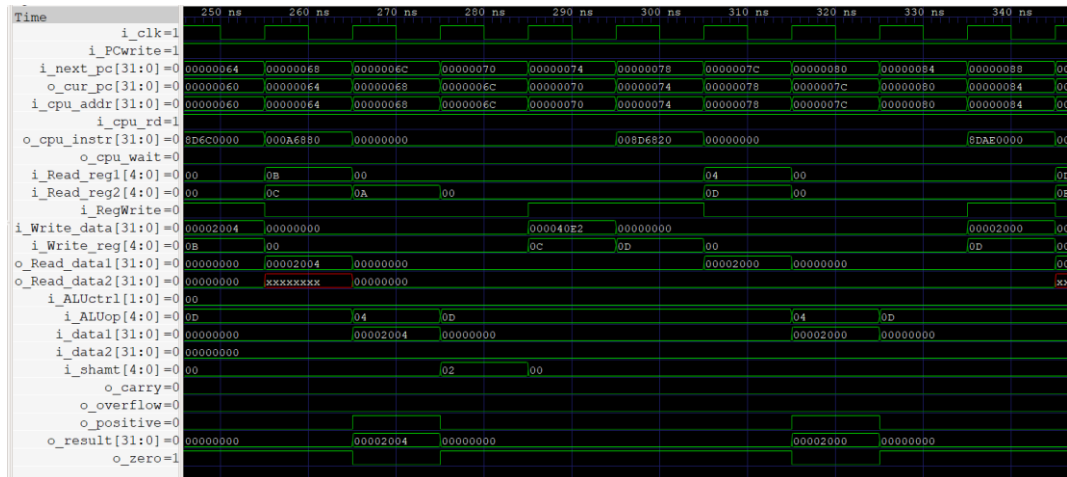 Time 250 ns 260 ns 270 ns 280 ns 290 ns 300 ns 310 ns 320 ns 330 ns 340 ns
i_clk=1
i_PCwrite=1
i_next_pc[31:0]=0 00000064 00000068 0000006C 00000070 00000074 00000078 0000007C 00000080 00000084 00000088 00
o_cur_pc[31:0]=0 00000060 00000064 00000068 0000006C 00000070 00000074 00000078 0000007C 00000080 00000084 00
i_cpu_addr[31:0]=0 00000060 00000064 00000068 0000006C 00000070 00000074 00000078 0000007C 00000080 00000084 00
i_cpu_rd=1
o_cpu_instr[31:0]=0 8D6C0000 000A6880 00000000 008D6820 00000000 8DAE0000 00
o_cpu_wait=0
i_Read_reg1[4:0]=0 00 0B 00 04 00
i_Read_reg2[4:0]=0 00 0C 0A 00 0D 00
i_RegWrite=0
i_Write_data[31:0]=0 00002004 00000000 000040E2 00000000 00002000 00
i_Write_reg[4:0]=0 0B 00 0C 0D 00 0D 00
o_Read_data1[31:0]=0 00000000 00002004 00000000 00002000 00000000 00
o_Read_data2[31:0]=0 00000000 xxxxxxxx 00000000 xx
i_ALUctrl[1:0]=0 00
i_ALUop[4:0]=0 0D 04 0D 04 0D
i_data1[31:0]=0 00000000 00002004 00000000 00002000 00000000
i_data2[31:0]=0 00000000
i_shamt[4:0]=0 00 02 00
o_carry=0
o_overflow=0
o_positive=0
o_result[31:0]=0 00000000 00002004 00000000 00002000 00000000
o_zero=1